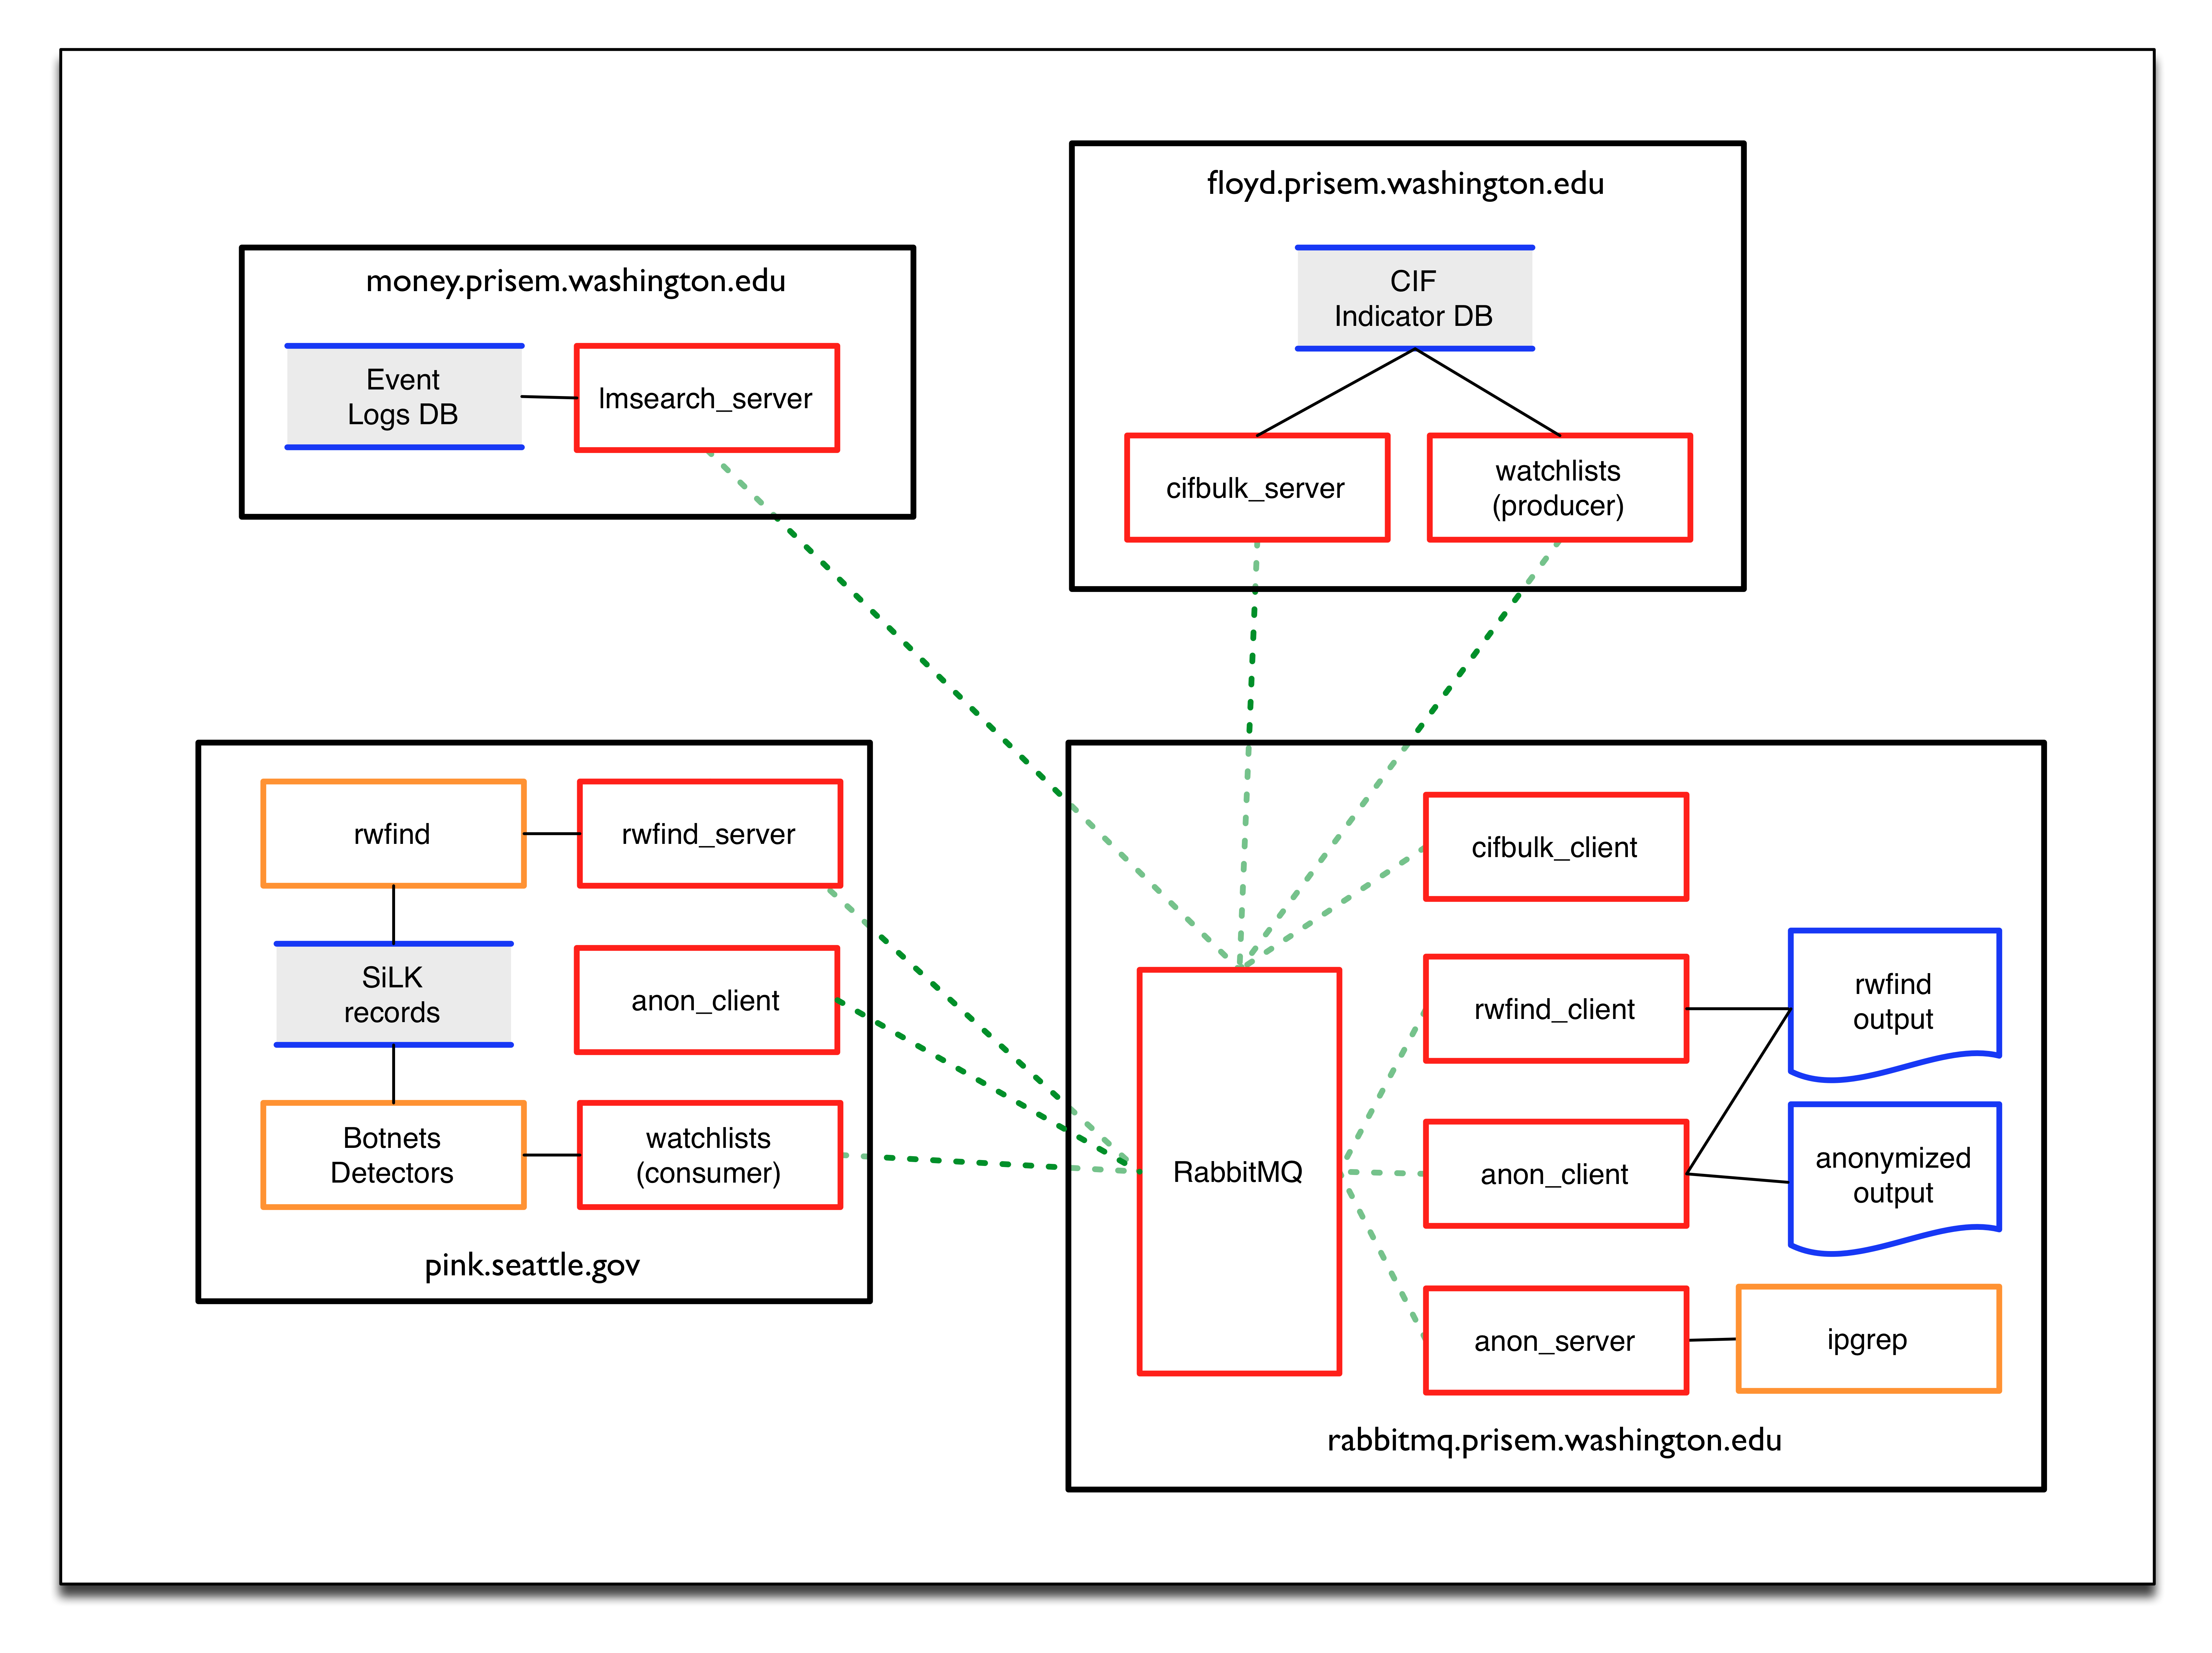 floyd.prisem.washington.edu
CIF
Indicator DB
cifbulk_server
watchlists
(producer)
money.prisem.washington.edu
Event
Logs DB
lmsearch_server
rwfind
rwfind_server
SiLK
records
anon_client
Botnets
Detectors
watchlists
(consumer)
pink.seattle.gov
RabbitMQ
cifbulk_client
rwfind_client
rwfind
output
anon_client
anonymized
output
anon_server
ipgrep
rabbitmq.prisem.washington.edu